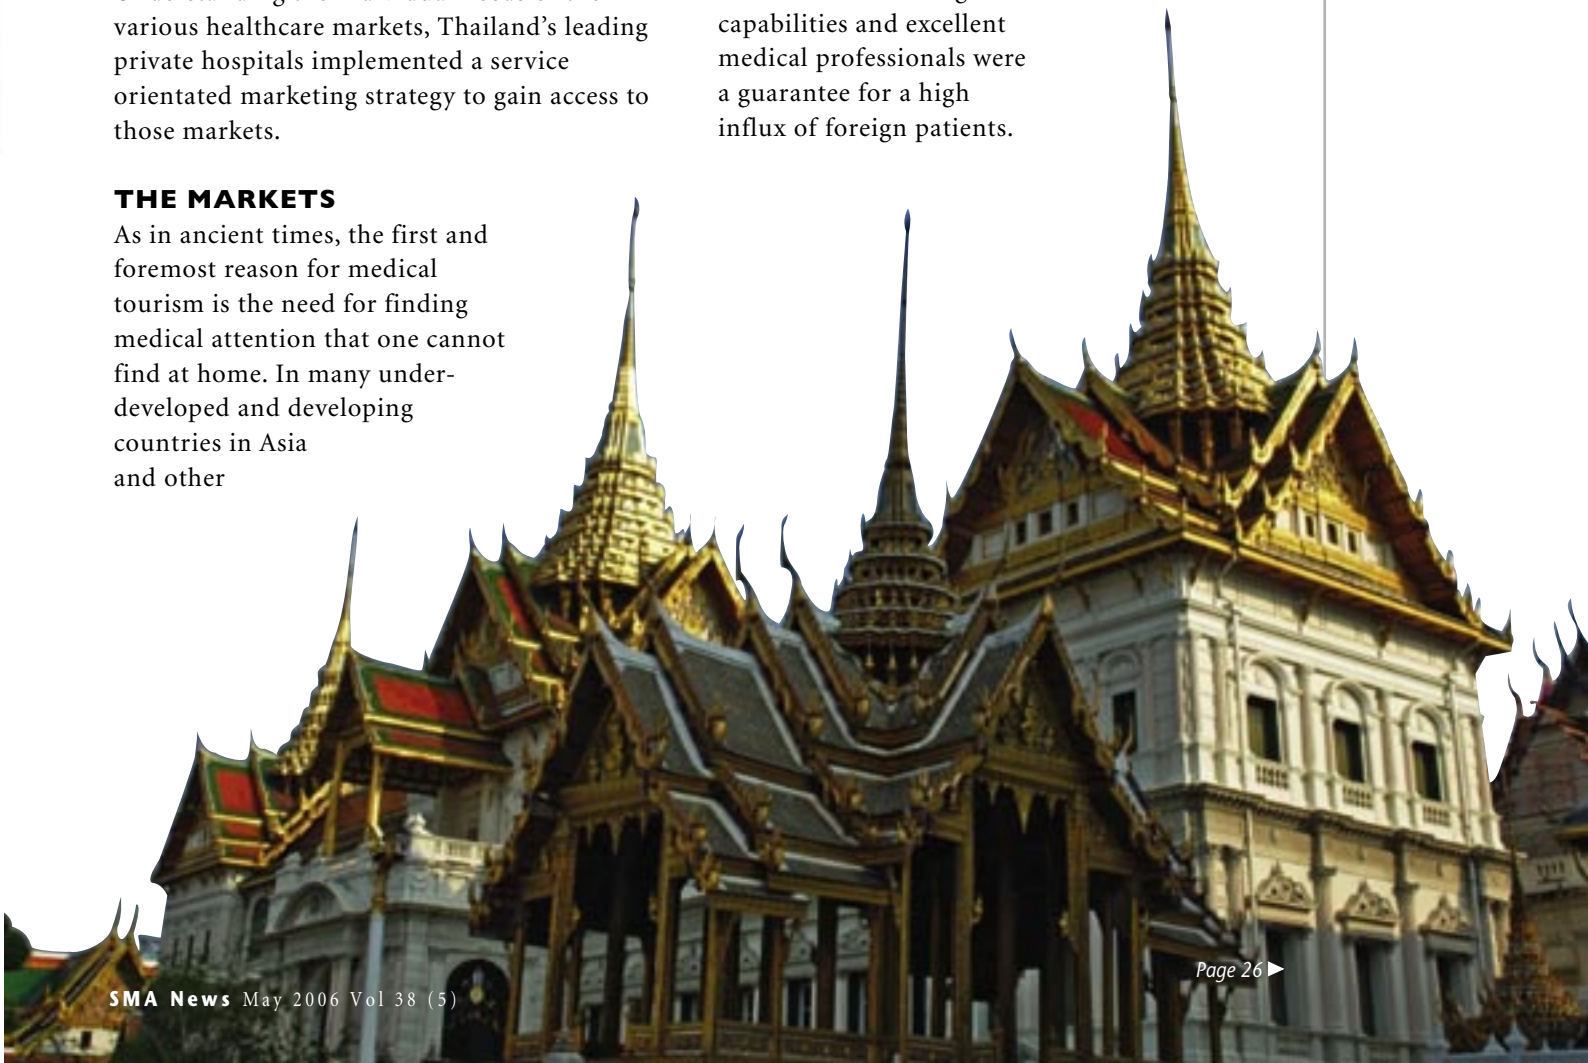 various healthcare markets, Thailand’s leading
private hospitals implemented a service
orientated marketing strategy to gain access to
those markets.
THE MARKETS
As in ancient times, the first and
foremost reason for medical
tourism is the need for finding
medical attention that one cannot
find at home. In many under-
developed and developing
countries in Asia
and other
capabilities and excellent
medical professionals were
a guarantee for a high
influx of foreign patients.
Page 26 ►
SMA News May 2006 Vol 38 (5)